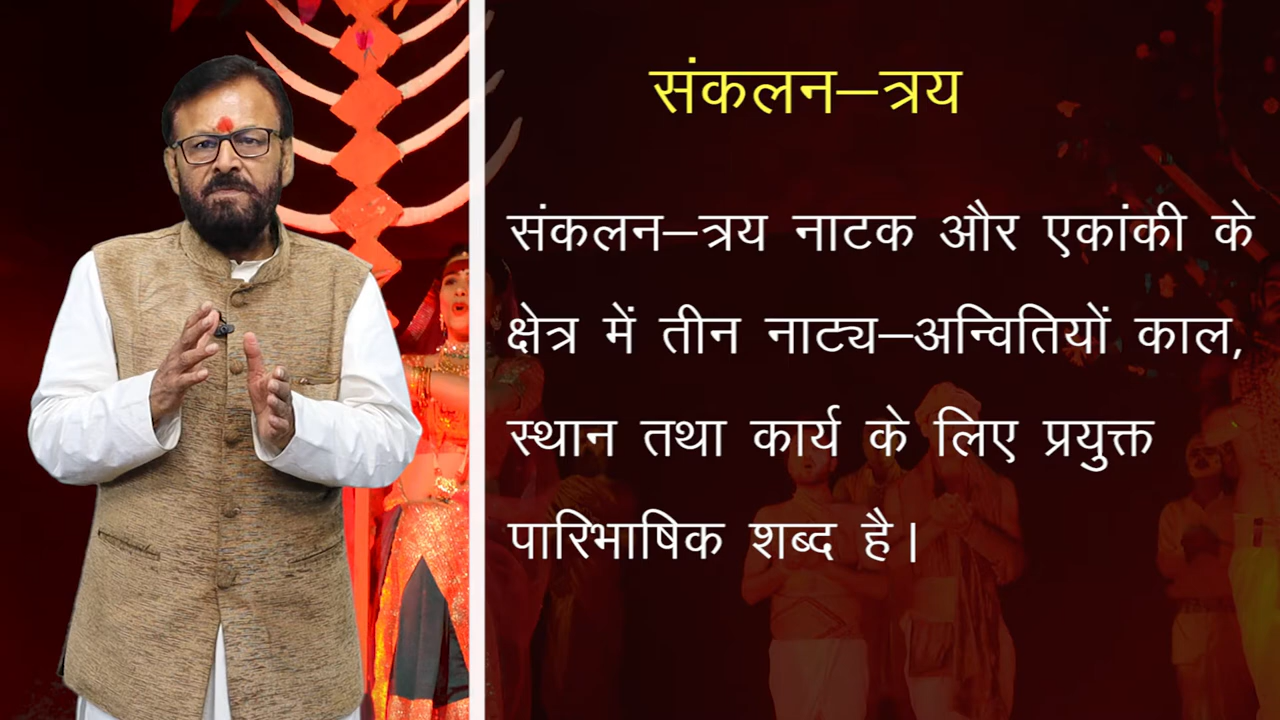 संकलन–त्रय
संकलन–त्रय नाटक और एकांकी के
क्षेत्र में तीन नाट्य–अन्वितियों काल,
स्थान तथा कार्य के लिए प्रयुक्त
पारिभाषिक शब्द है।